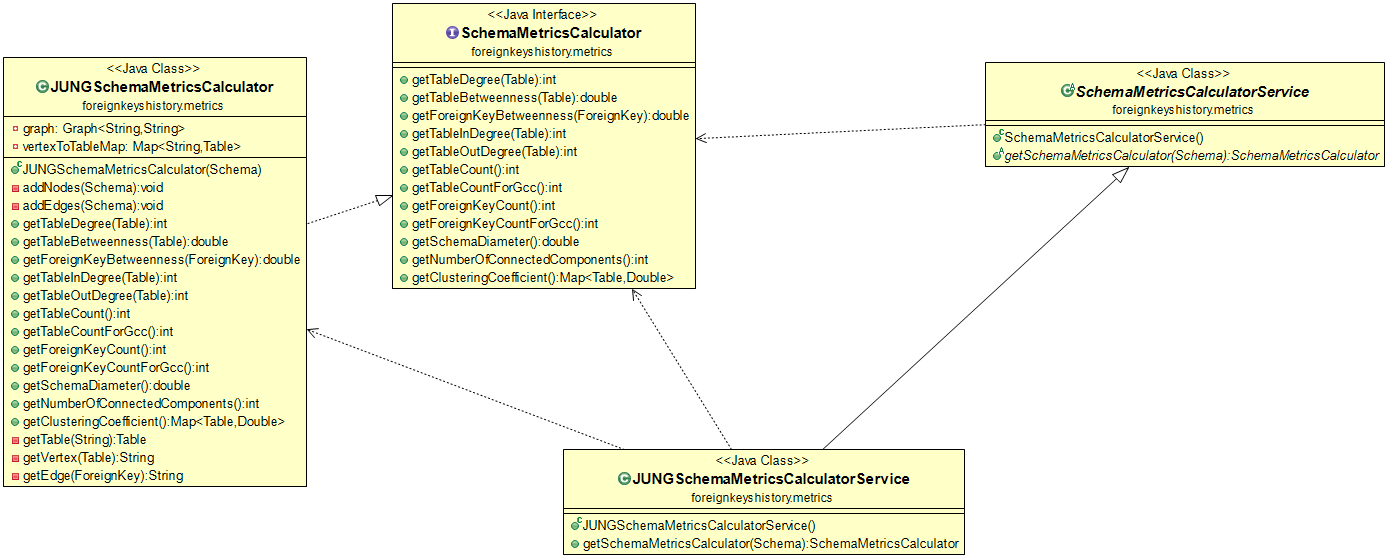 <<Java Class>>
JUNGSchemaMetricsCalculator
foreignkeyshistory.metrics
graph: Graph<String,String>
vertexToTableMap: Map<String,Table>
JUNGSchemaMetricsCalculator(Schema)
addNodes(Schema):void
addEdges(Schema):void
getTableDegree(Table):int
getTableBetweenness(Table):double
getForeignKeyBetweenness(ForeignKey):double
getTableInDegree(Table):int
getTableOutDegree(Table):int
getTableCount():int
getTableCountForGcc():int
getForeignKeyCount():int
getForeignKeyCountForGcc():int
getSchemaDiameter():double
getNumberOfConnectedComponents():int
getClusteringCoefficient():Map<Table,Double>
getTable(String):Table
getVertex(Table):String
getEdge(ForeignKey):String
<<Java Interface>>
SchemaMetricsCalculator
foreignkeyshistory.metrics
getTableDegree(Table):int
getTableBetweenness(Table):double
getForeignKeyBetweenness(ForeignKey):double
getTableInDegree(Table):int
getTableOutDegree(Table):int
getTableCount():int
getTableCountForGcc():int
getForeignKeyCount():int
getForeignKeyCountForGcc():int
getSchemaDiameter():double
getNumberOfConnectedComponents():int
getClusteringCoefficient():Map<Table,Double>
<<Java Class>>
SchemaMetricsCalculatorService
foreignkeyshistory.metrics
SchemaMetricsCalculatorService()
getSchemaMetricsCalculator(Schema):SchemaMetricsCalculator
<<Java Class>>
JUNGSchemaMetricsCalculatorService
foreignkeyshistory.metrics
JUNGSchemaMetricsCalculatorService()
getSchemaMetricsCalculator(Schema):SchemaMetricsCalculator